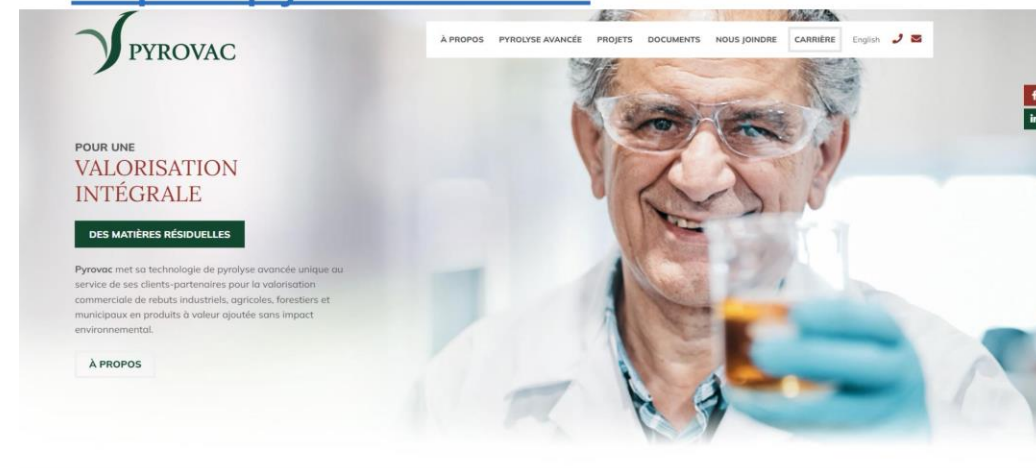 PYROVAC
À PROPOS PYROLYSE AVANCÉE PROJETS DOCUMENTS NOUS JOINDRE CARRIÈRE English
in
POUR UNE
VALORISATION
INTÉGRALE
DES MATIÈRES RÉSIDUELLES
Pyrovac met sa technologie de pyrolyse avancée unique au
service de ses clients-partenaires pour la valorisation
commerciale de rebuts industriels, agricoles, forestiers et
municipaux en produits à valeur ajoutée sans impact
environnemental.
À PROPOS